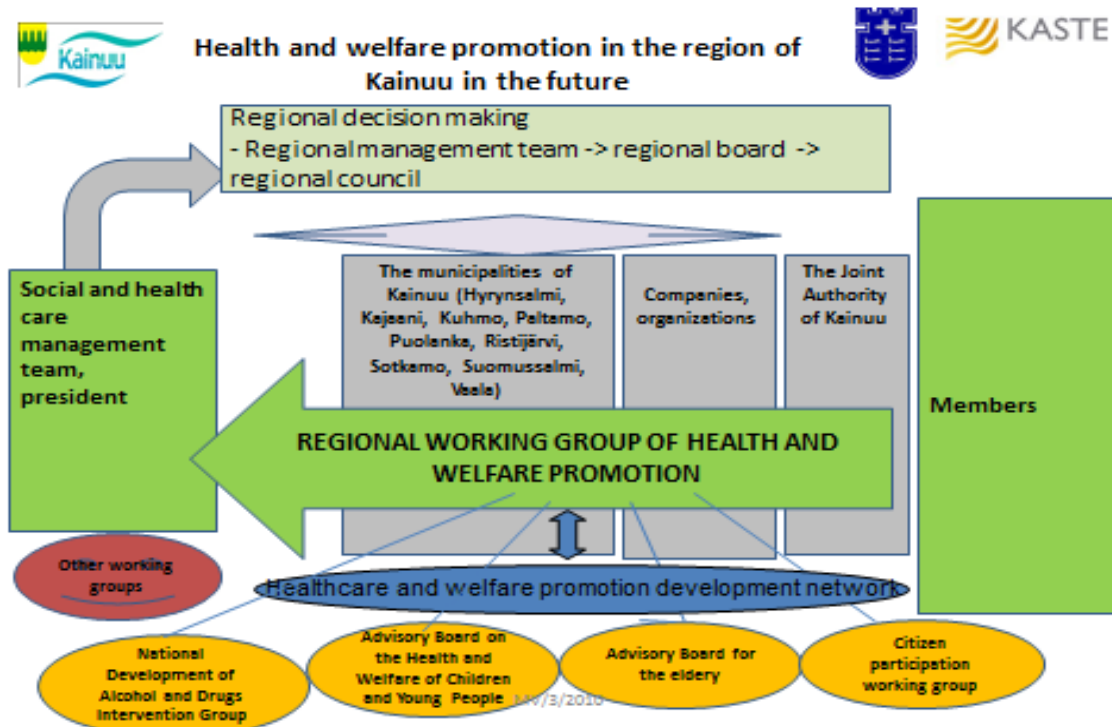 Kainuu
Health and welfare promotion in the region of
Kainuu in the future
KASTE
Regional decision making
- Regional management team -> regional board ->
regional council
Social and health
care
management
team,
president
The municipalities of
Kainuu (Hyrynsalmi,
Kajaani, Kuhmo, Paltamo,
Puolanka, Ristijärvi,
Sotkamo, Suomussalmi,
Vaala)
Companies,
organizations
The Joint
Authority
of Kainuu
Members
REGIONAL WORKING GROUP OF HEALTH AND
WELFARE PROMOTION
Other working
groups
Healthcare and welfare promotion development network
National
Development of
Alcohol and Drugs
Intervention Group
Advisory Board on
the Health and
Welfare of Children
and Young People
Advisory Board for
the eldery
Citizen
participation
working group
MV/3/2010